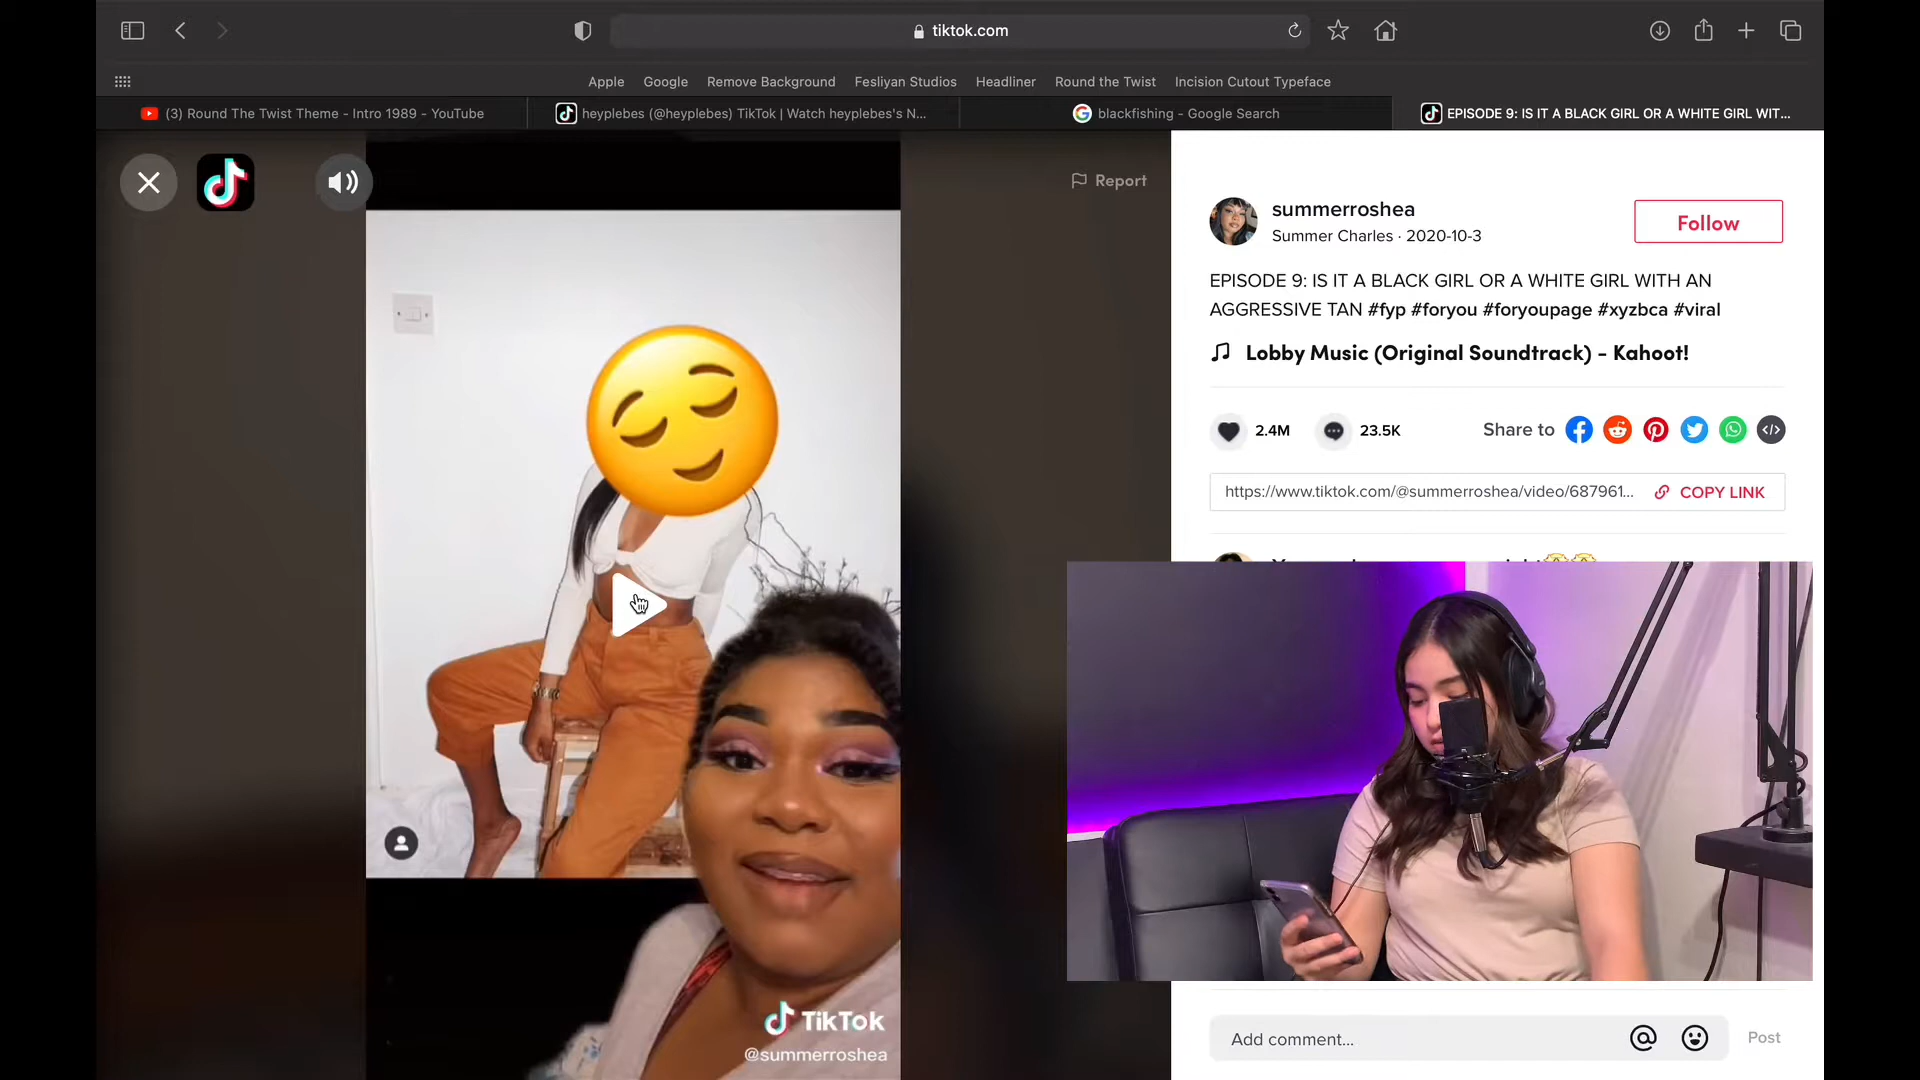 tiktok.com
Apple Google Remove Background Fesliyan Studios Headliner Round the Twist Incision Cutout Typeface
(3) Round The Twist Theme - Intro 1989 - YouTube
heyplebes (@heyplebes) TikTok | Watch heyplebes's N...
blackfishing - Google Search
EPISODE 9: IS IT A BLACK GIRL OR A WHITE GIRL WIT...
Report
summerroshea
Summer Charles · 2020-10-3
Follow
EPISODE 9: IS IT A BLACK GIRL OR A WHITE GIRL WITH AN
AGGRESSIVE TAN #fyp #foryou #foryoupage #xyzbca #viral
Lobby Music (Original Soundtrack) - Kahoot!
2.4M
23.5K
Share to
https://www.tiktok.com/@summerroshea/video/687961...
COPY LINK
TikTok
@summerroshea
Add comment...
Post